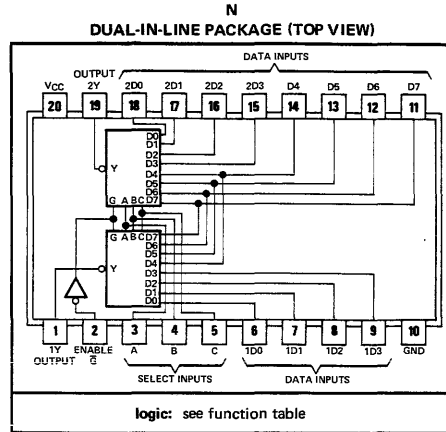 N
DUAL-IN-LINE PACKAGE (TOP VIEW)
DATA INPUTS
OUTPUT
VCC 2Y 2D0 2D1 2D2 2D3 D4 D5 D6 D7
20 19 18 17 16 15 14 13 12 11
D0
D1
D2
D3
Y D4
D5
D6
G A B C D7
G A B C D7
D6
Y D5
D4
D3
D2
D1
D0
1 2 3 4 5 6 7 8 9 10
1Y ENABLE A B C 1D0 1D1 1D2 1D3 GND
OUTPUT G̅
SELECT INPUTS DATA INPUTS
logic: see function table